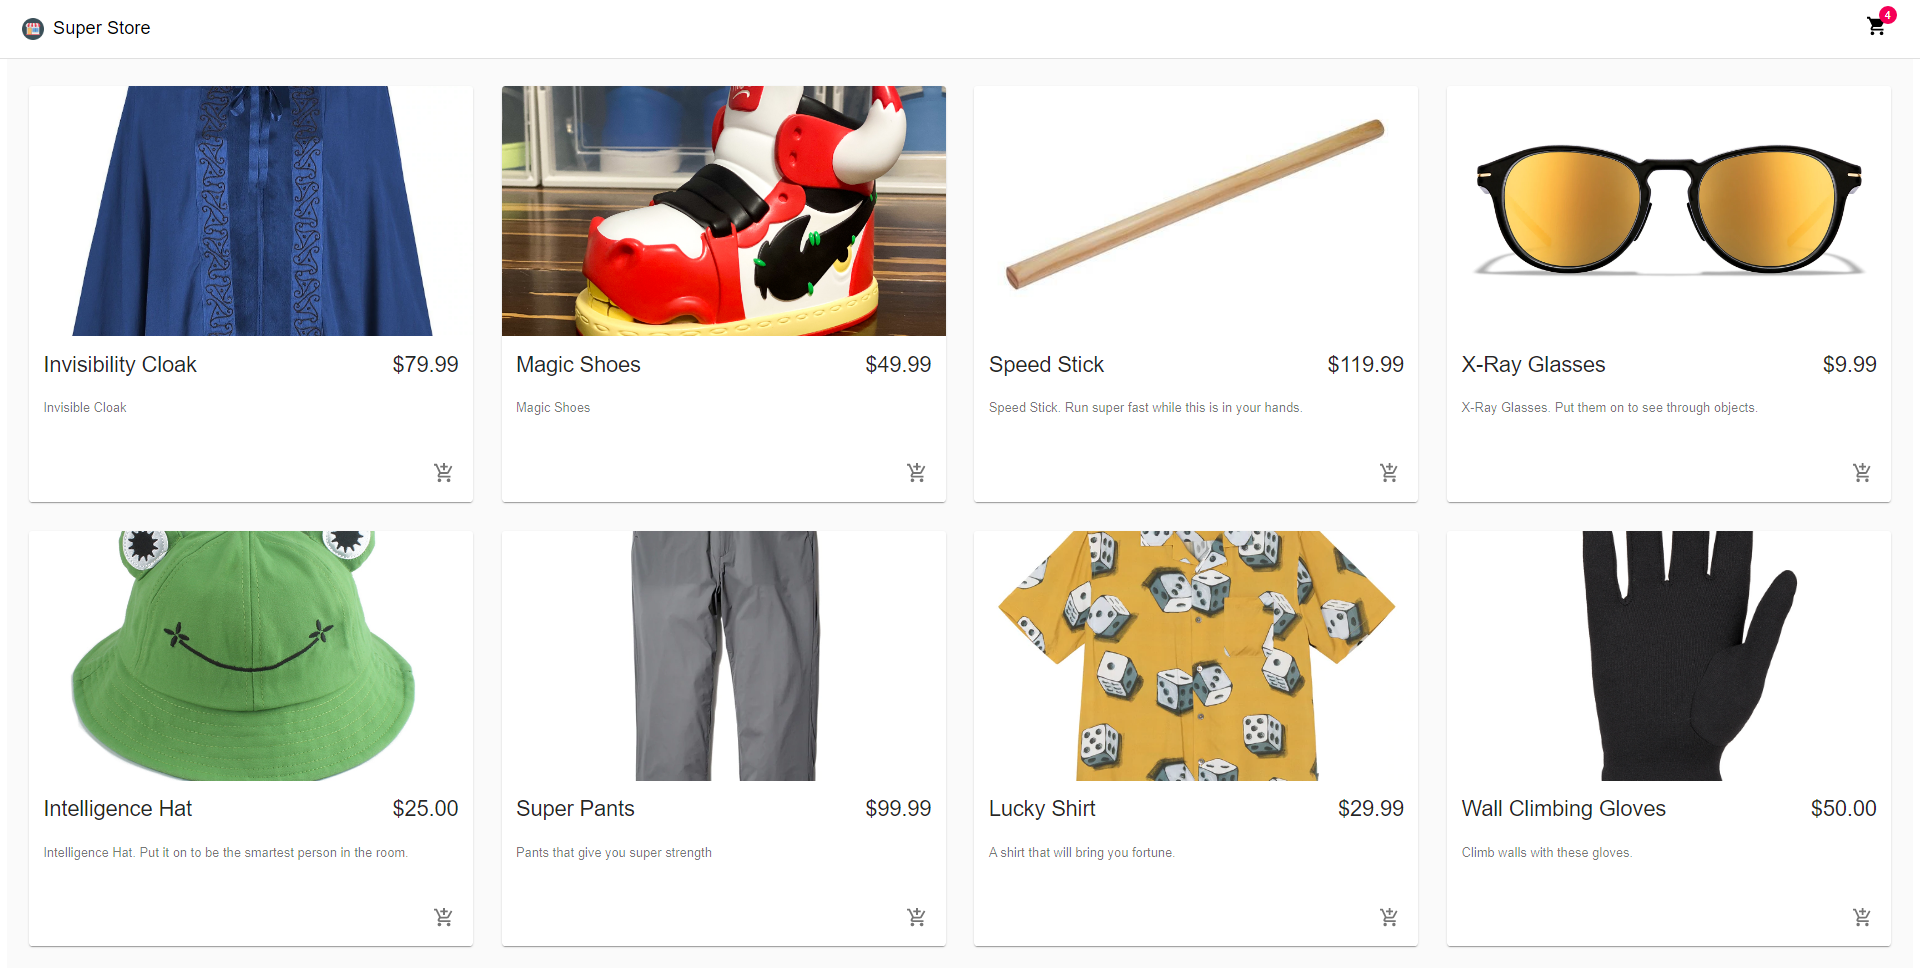 Super Store
4
Invisibility Cloak $79.99
Invisible Cloak
Magic Shoes $49.99
Magic Shoes
Speed Stick $119.99
Speed Stick. Run super fast while this is in your hands.
X-Ray Glasses $9.99
X-Ray Glasses. Put them on to see through objects.
Intelligence Hat $25.00
Intelligence Hat. Put it on to be the smartest person in the room.
Super Pants $99.99
Pants that give you super strength
Lucky Shirt $29.99
A shirt that will bring you fortune.
Wall Climbing Gloves $50.00
Climb walls with these gloves.